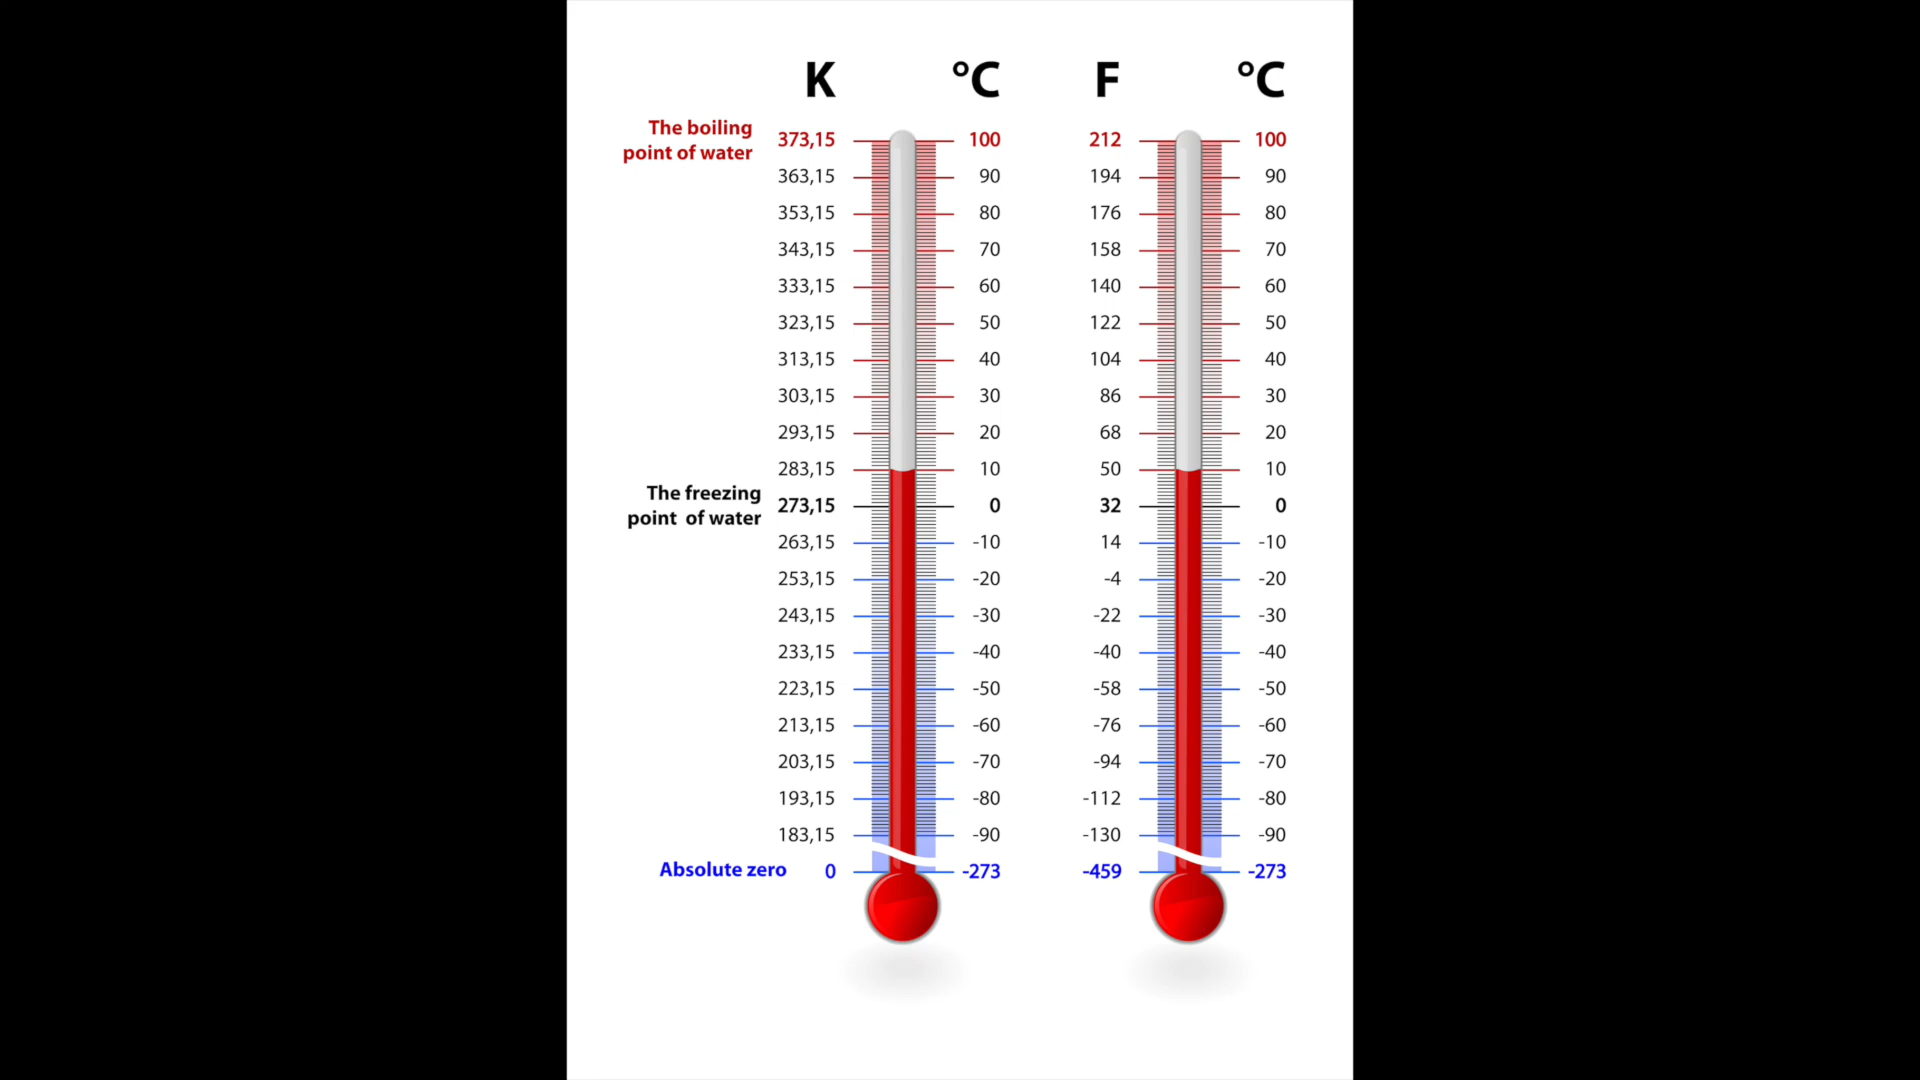 K °C F °C
The boiling
point of water
373,15 100 212 100
363,15 90 194 90
353,15 80 176 80
343,15 70 158 70
333,15 60 140 60
323,15 50 122 50
313,15 40 104 40
303,15 30 86 30
293,15 20 68 20
283,15 10 50 10
The freezing
point of water
273,15 0 32 0
263,15 -10 14 -10
253,15 -20 -4 -20
243,15 -30 -22 -30
233,15 -40 -40 -40
223,15 -50 -58 -50
213,15 -60 -76 -60
203,15 -70 -94 -70
193,15 -80 -112 -80
183,15 -90 -130 -90
Absolute zero 0 -273 -459 -273